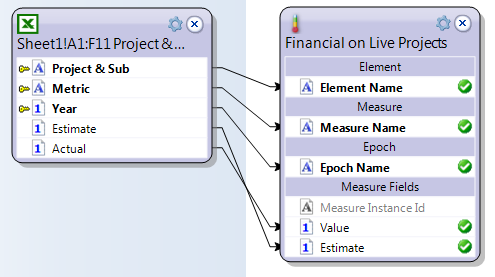 Sheet1!A1:F11 Project &...
Project & Sub
Metric
Year
Estimate
Actual
Financial on Live Projects
Element
Element Name
Measure
Measure Name
Epoch
Epoch Name
Measure Fields
Measure Instance Id
Value
Estimate